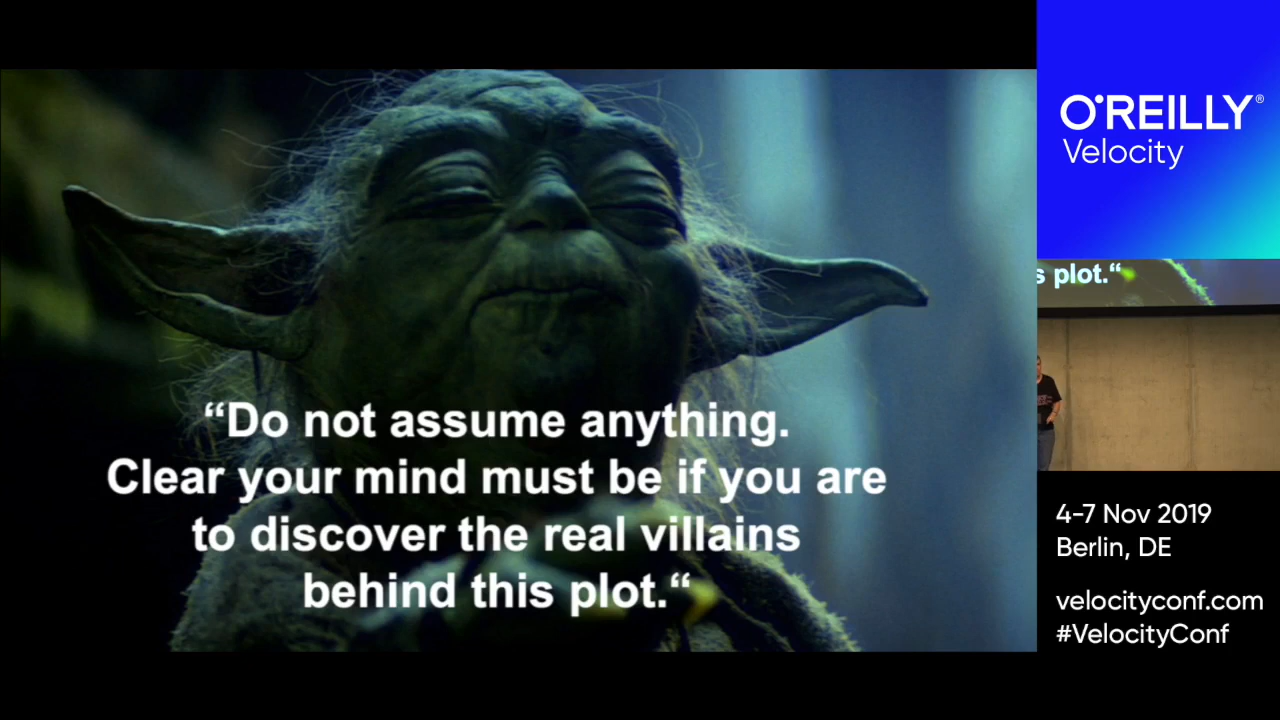 “Do not assume anything.
Clear your mind must be if you are
to discover the real villains
behind this plot.“
O'REILLY®
Velocity
s plot.“
4-7 Nov 2019
Berlin, DE
velocityconf.com
#VelocityConf